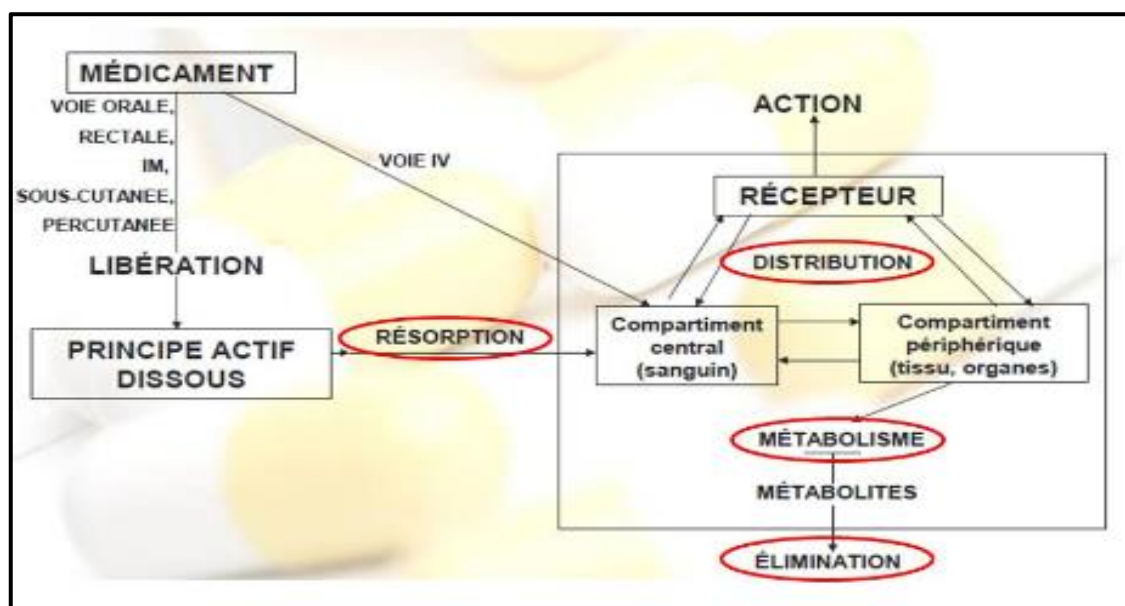 MÉDICAMENT
VOIE ORALE,
RECTALE,
IM,
SOUS-CUTANEE,
PERCUTANEE
LIBÉRATION
PRINCIPE ACTIF
DISSOUS
VOIE IV
RÉSORPTION
ACTION
RÉCEPTEUR
DISTRIBUTION
Compartiment
central
(sanguin)
Compartiment
périphérique
(tissu, organes)
MÉTABOLISME
MÉTABOLITES
ÉLIMINATION